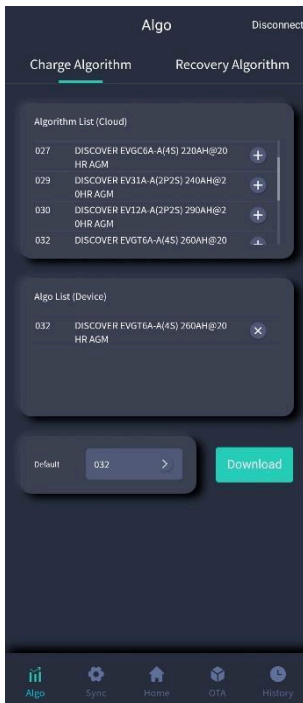 Algo
Disconnect
Charge Algorithm
Recovery Algorithm
Algorithm List (Cloud)
027 DISCOVER EVGC6A-A(4S) 220AH@20
HR AGM
029 DISCOVER EV31A-A(2P2S) 240AH@2
0HR AGM
030 DISCOVER EV12A-A(2P2S) 290AH@2
0HR AGM
032 DISCOVER EVGT6A-A(4S) 260AH@20
Algo List (Device)
032 DISCOVER EVGT6A-A(4S) 260AH@20
HR AGM
Default 032
Download
Algo Sync Home OTA History